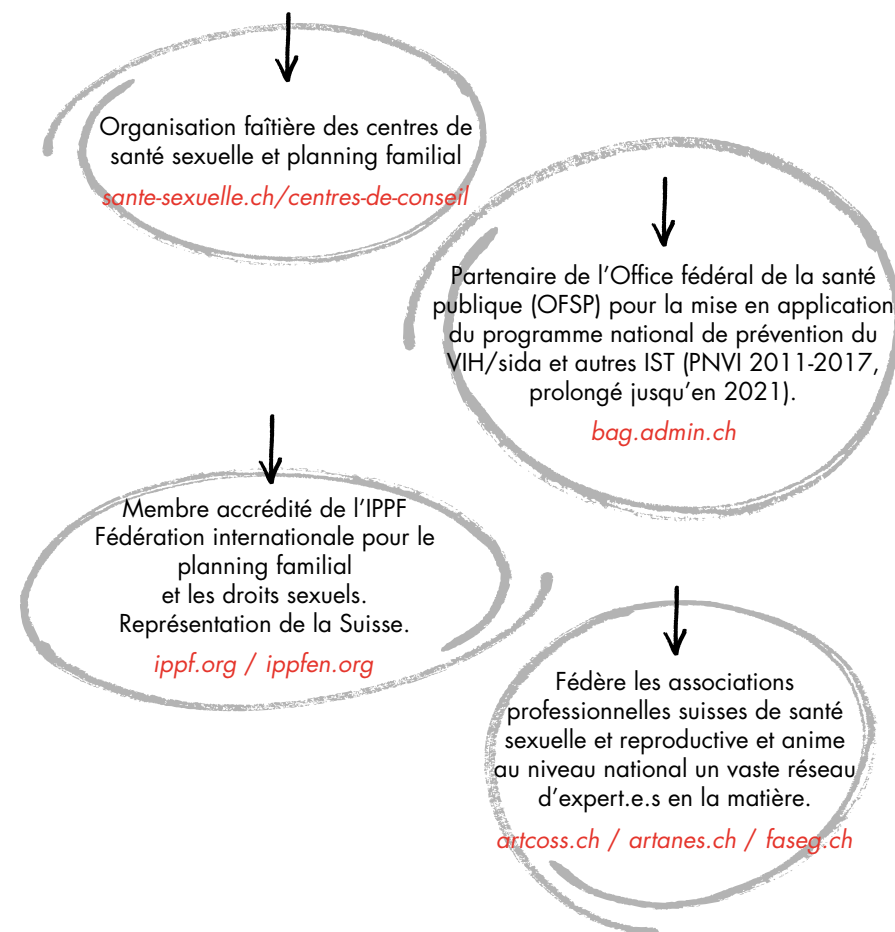 Organisation faîtière des centres de
santé sexuelle et planning familial
sante-sexuelle.ch/centres-de-conseil
Partenaire de l’Office fédéral de la santé
publique (OFSP) pour la mise en application
du programme national de prévention du
VIH/sida et autres IST (PNVI 2011-2017,
prolongé jusqu’en 2021).
bag.admin.ch
Membre accrédité de l’IPPF
Fédération internationale pour le
planning familial
et les droits sexuels.
Représentation de la Suisse.
ippf.org / ippfen.org
Fédère les associations
professionnelles suisses de santé
sexuelle et reproductive et anime
au niveau national un vaste réseau
d’expert.e.s en la matière.
artcoss.ch / artanes.ch / faseg.ch